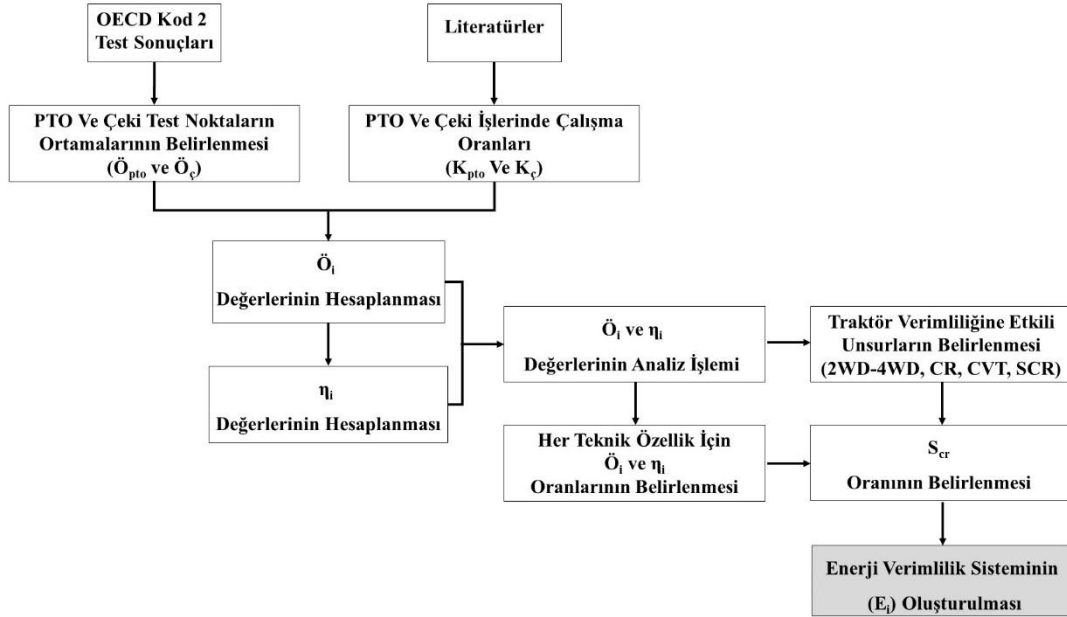 OECD Kod 2
Test Sonuçları
Literatürler
PTO Ve Çeki Test Noktaların
Ortamalarının Belirlenmesi
(Öpto ve Öç)
PTO Ve Çeki İşlerinde Çalışma
Oranları
(Kpto Ve Kç)
Öi
Değerlerinin Hesaplanması
ηi
Değerlerinin Hesaplanması
Öi ve ηi
Değerlerinin Analiz İşlemi
Traktör Verimliliğine Etkili
Unsurların Belirlenmesi
(2WD-4WD, CR, CVT, SCR)
Her Teknik Özellik İçin
Öi ve ηi
Oranlarının Belirlenmesi
Scr
Oranının Belirlenmesi
Enerji Verimlilik Sisteminin
(Ei) Oluşturulması